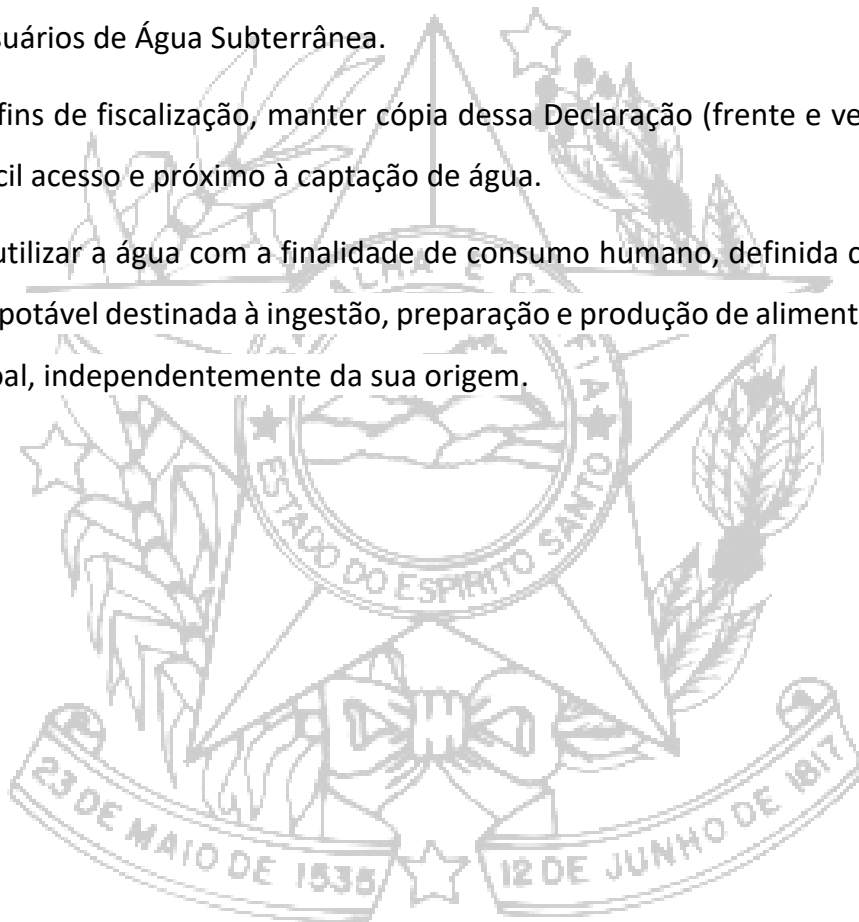 suários de Água Subterrânea.
fins de fiscalização, manter cópia dessa Declaração (frente e ve
cil acesso e próximo à captação de água.
utilizar a água com a finalidade de consumo humano, definida c
potável destinada à ingestão, preparação e produção de aliment
oal, independentemente da sua origem.
ESTADO DO ESPIRITO SANTO
23 DE MAIO DE 1535
12 DE JUNHO DE 1817